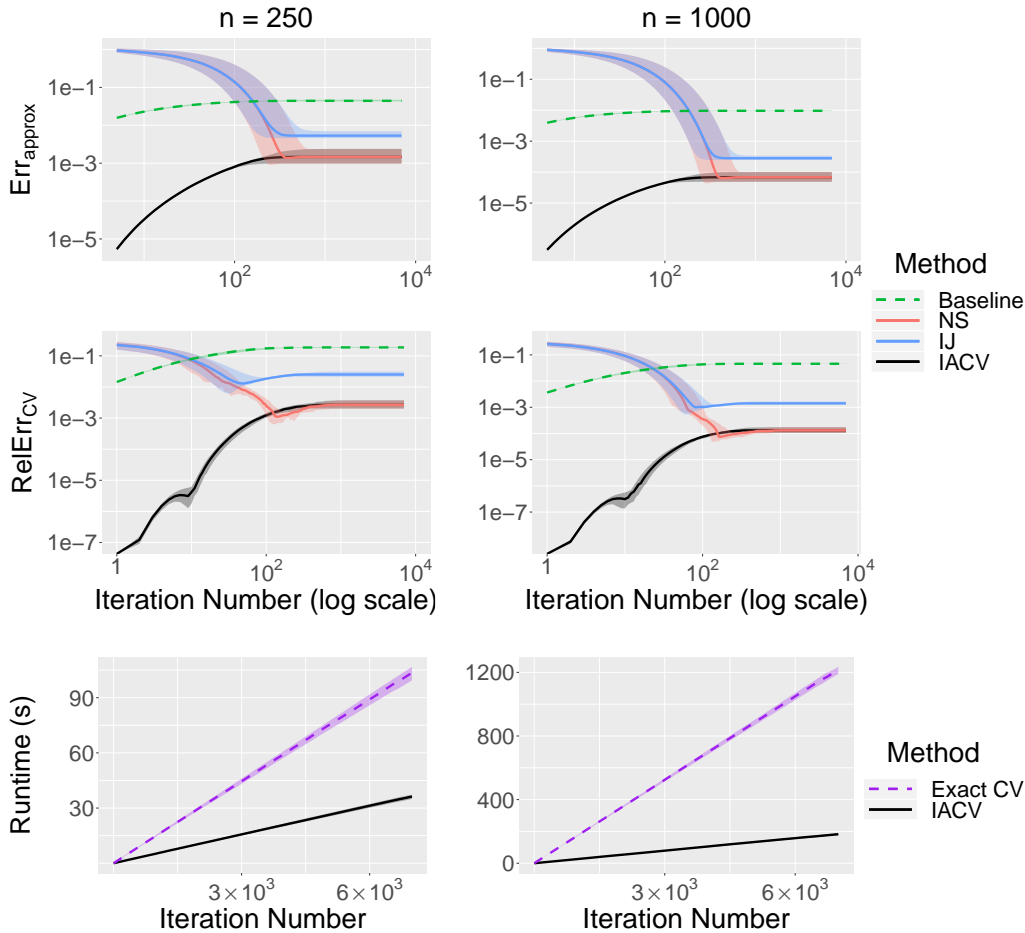 n = 250
n = 1000
Err_approx
1e−1
1e−3
1e−5
10^2
10^4
1e−1
1e−3
1e−5
10^2
10^4
Method
Baseline
NS
IJ
IACV
RelErr_CV
1e−1
1e−3
1e−5
1e−7
1
10^2
10^4
Iteration Number (log scale)
1e−1
1e−3
1e−5
1e−7
1
10^2
10^4
Iteration Number (log scale)
Runtime (s)
90
60
30
3×10^3
6×10^3
Iteration Number
1200
800
400
0
3×10^3
6×10^3
Iteration Number
Method
Exact CV
IACV